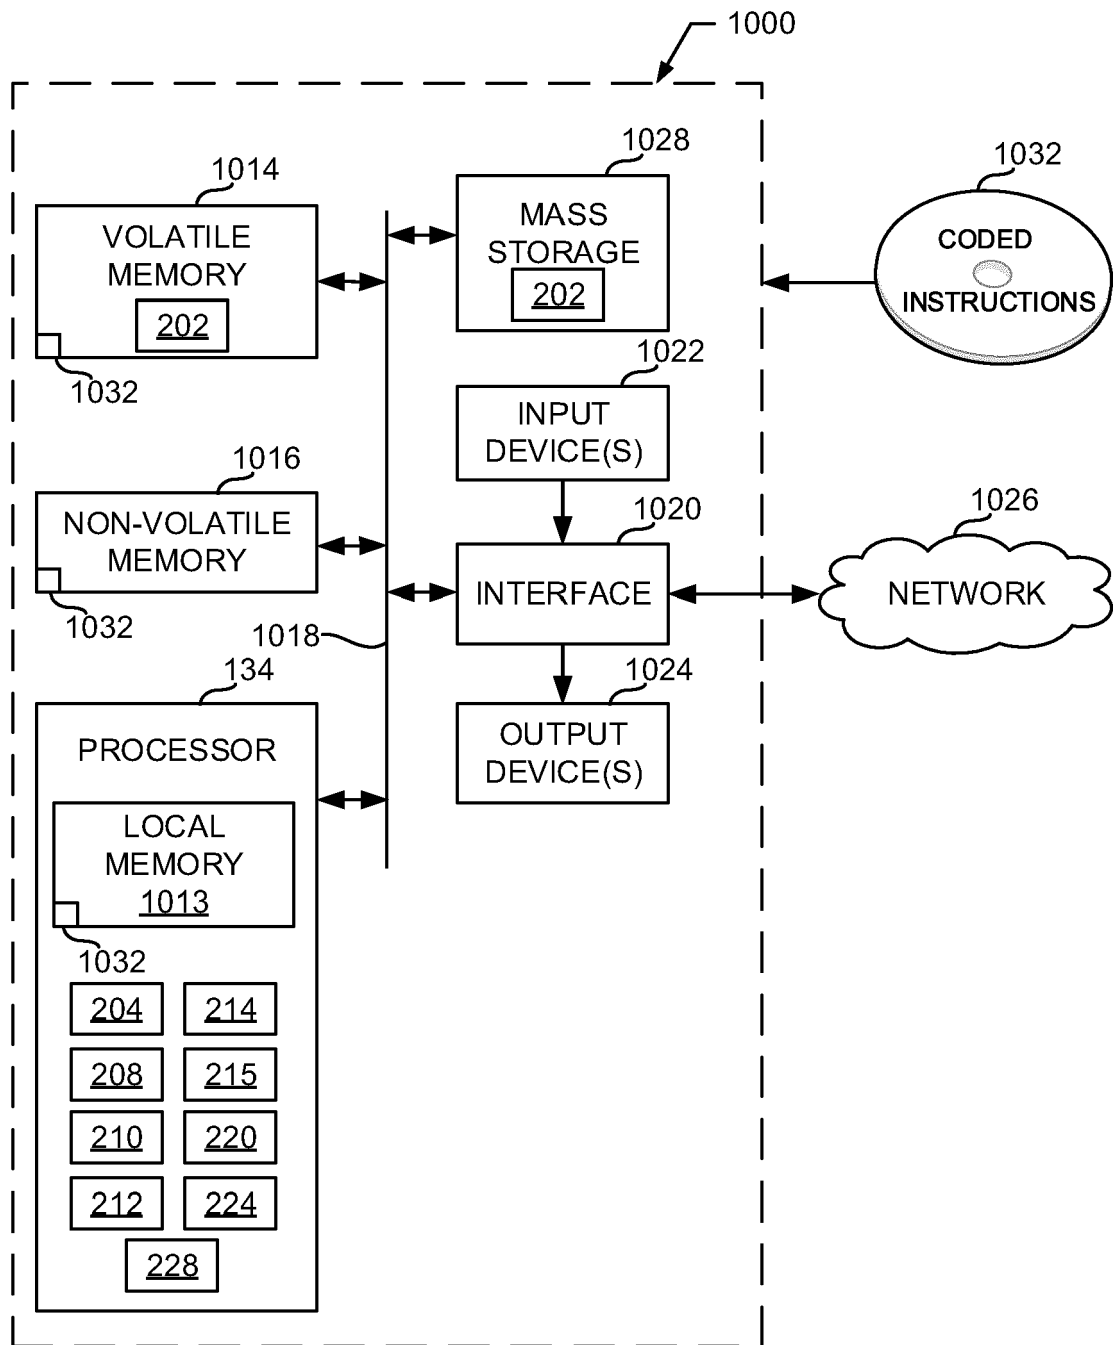 1000
1014
VOLATILE
MEMORY
202
1032
1028
MASS
STORAGE
202
1032
CODED
INSTRUCTIONS
1022
INPUT
DEVICE(S)
1016
NON-VOLATILE
MEMORY
1032
1020
INTERFACE
1026
NETWORK
1018
1024
OUTPUT
DEVICE(S)
134
PROCESSOR
LOCAL
MEMORY
1013
1032
204
214
208
215
210
220
212
224
228